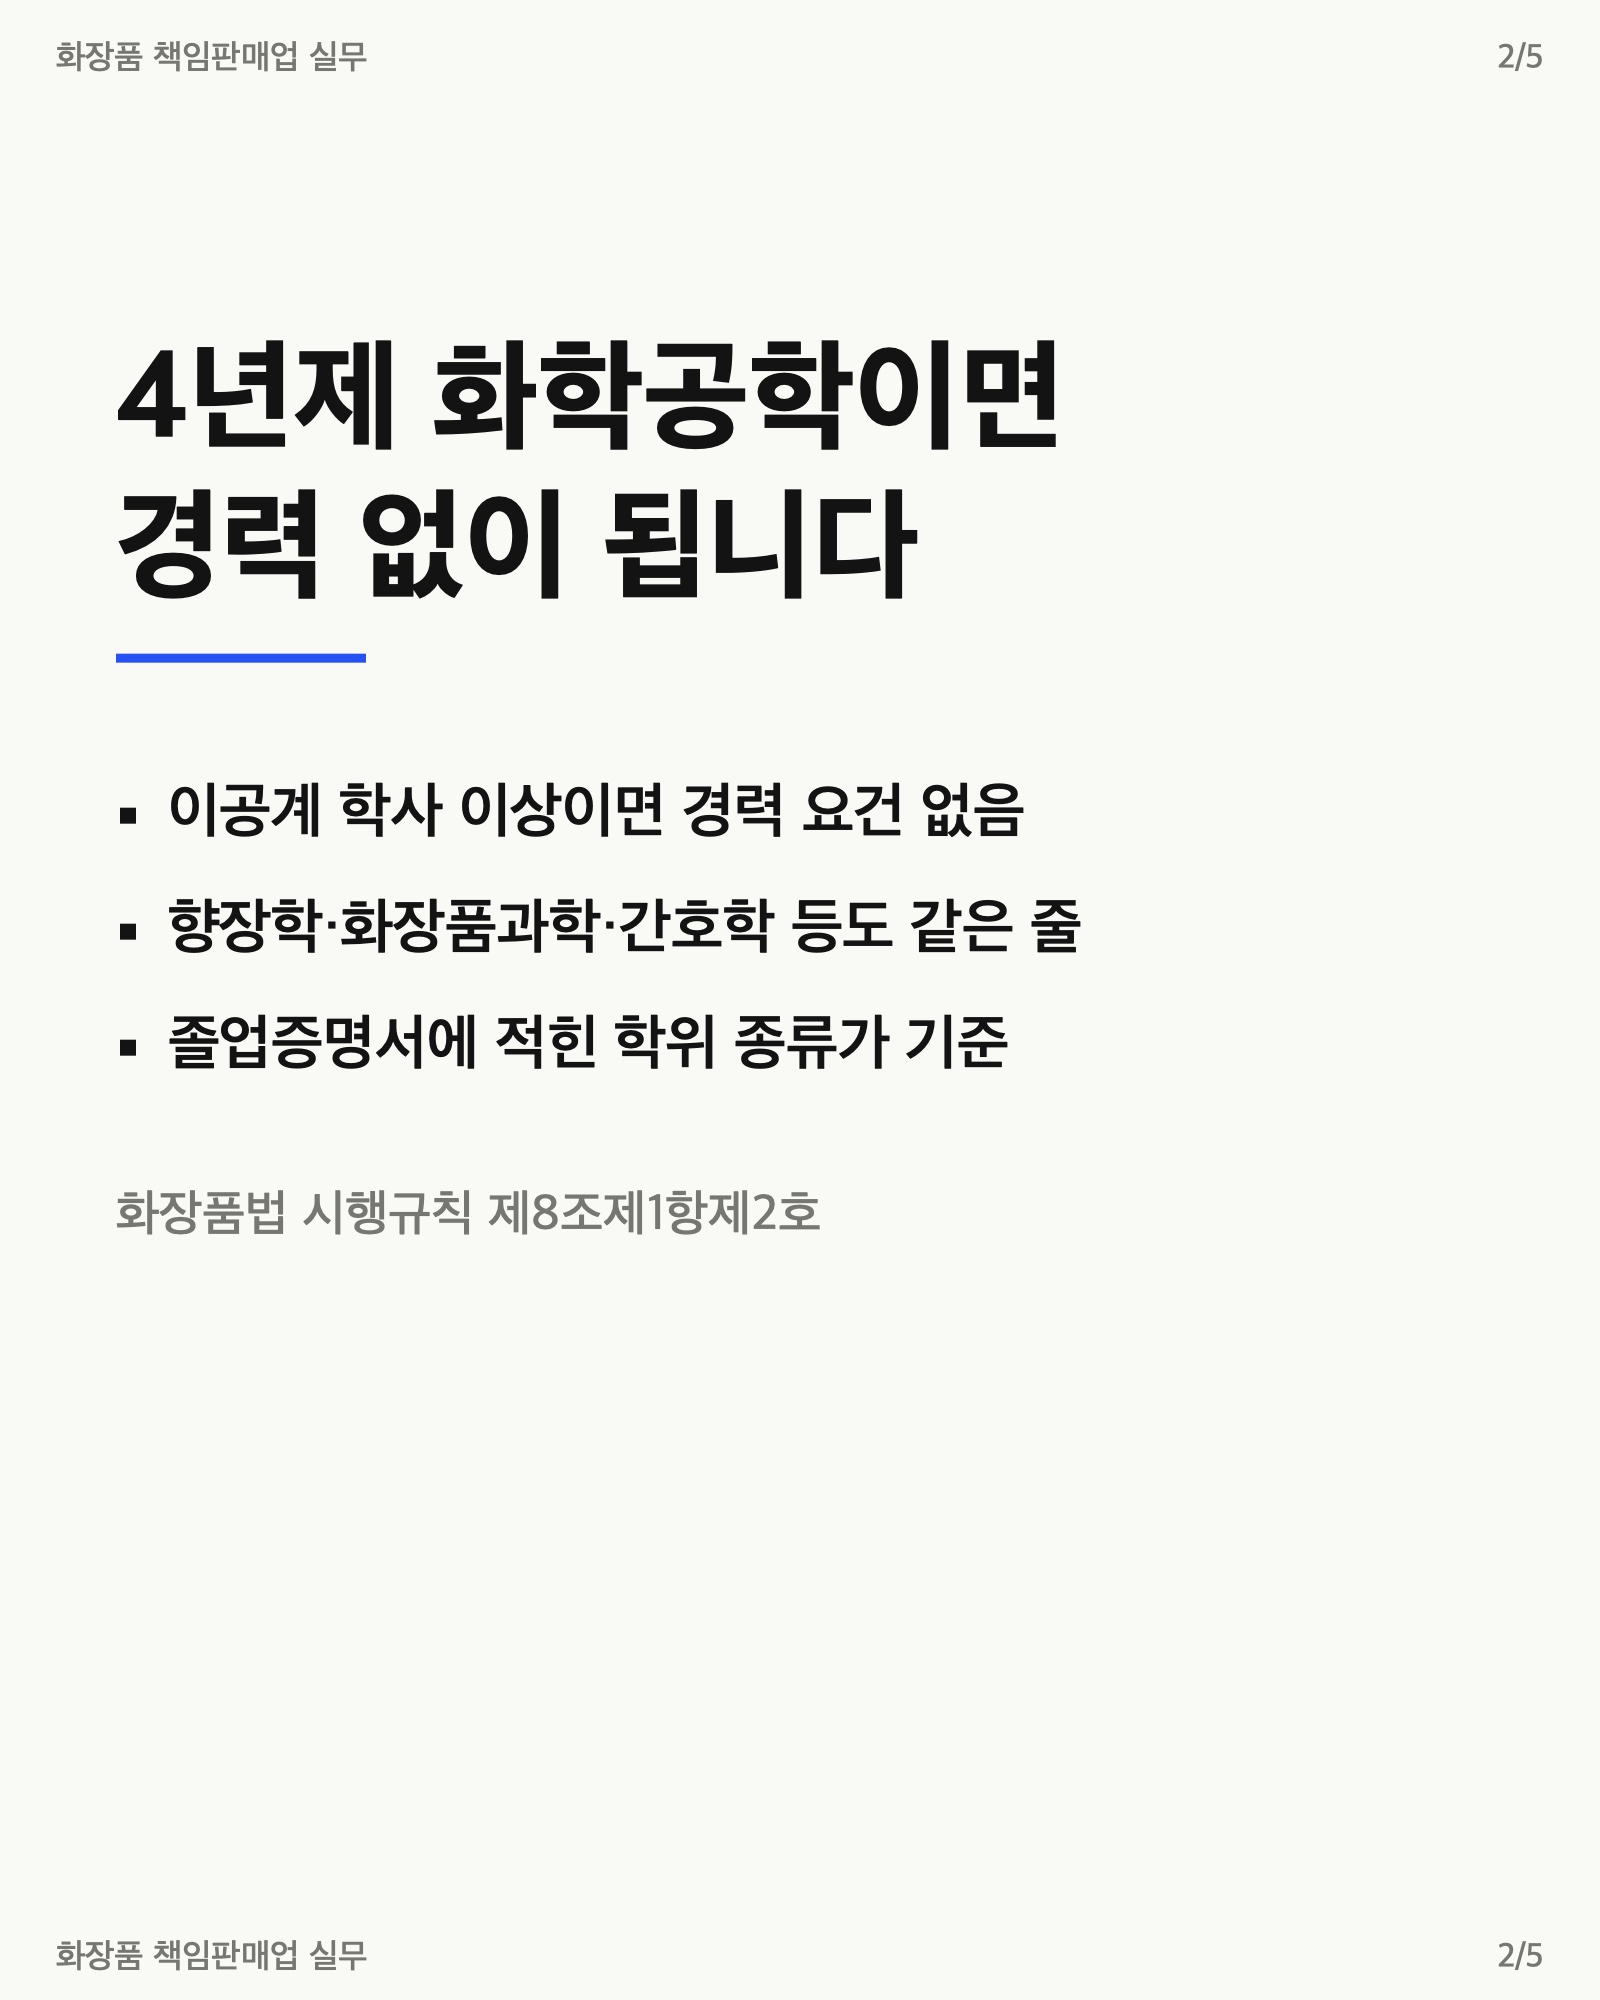 화장품 책임판매업 실무 2/5
4년제 화학공학이면
경력 없이 됩니다
▪ 이공계 학사 이상이면 경력 요건 없음
▪ 향장학·화장품과학·간호학 등도 같은 줄
▪ 졸업증명서에 적힌 학위 종류가 기준
화장품법 시행규칙 제8조제1항제2호
화장품 책임판매업 실무 2/5